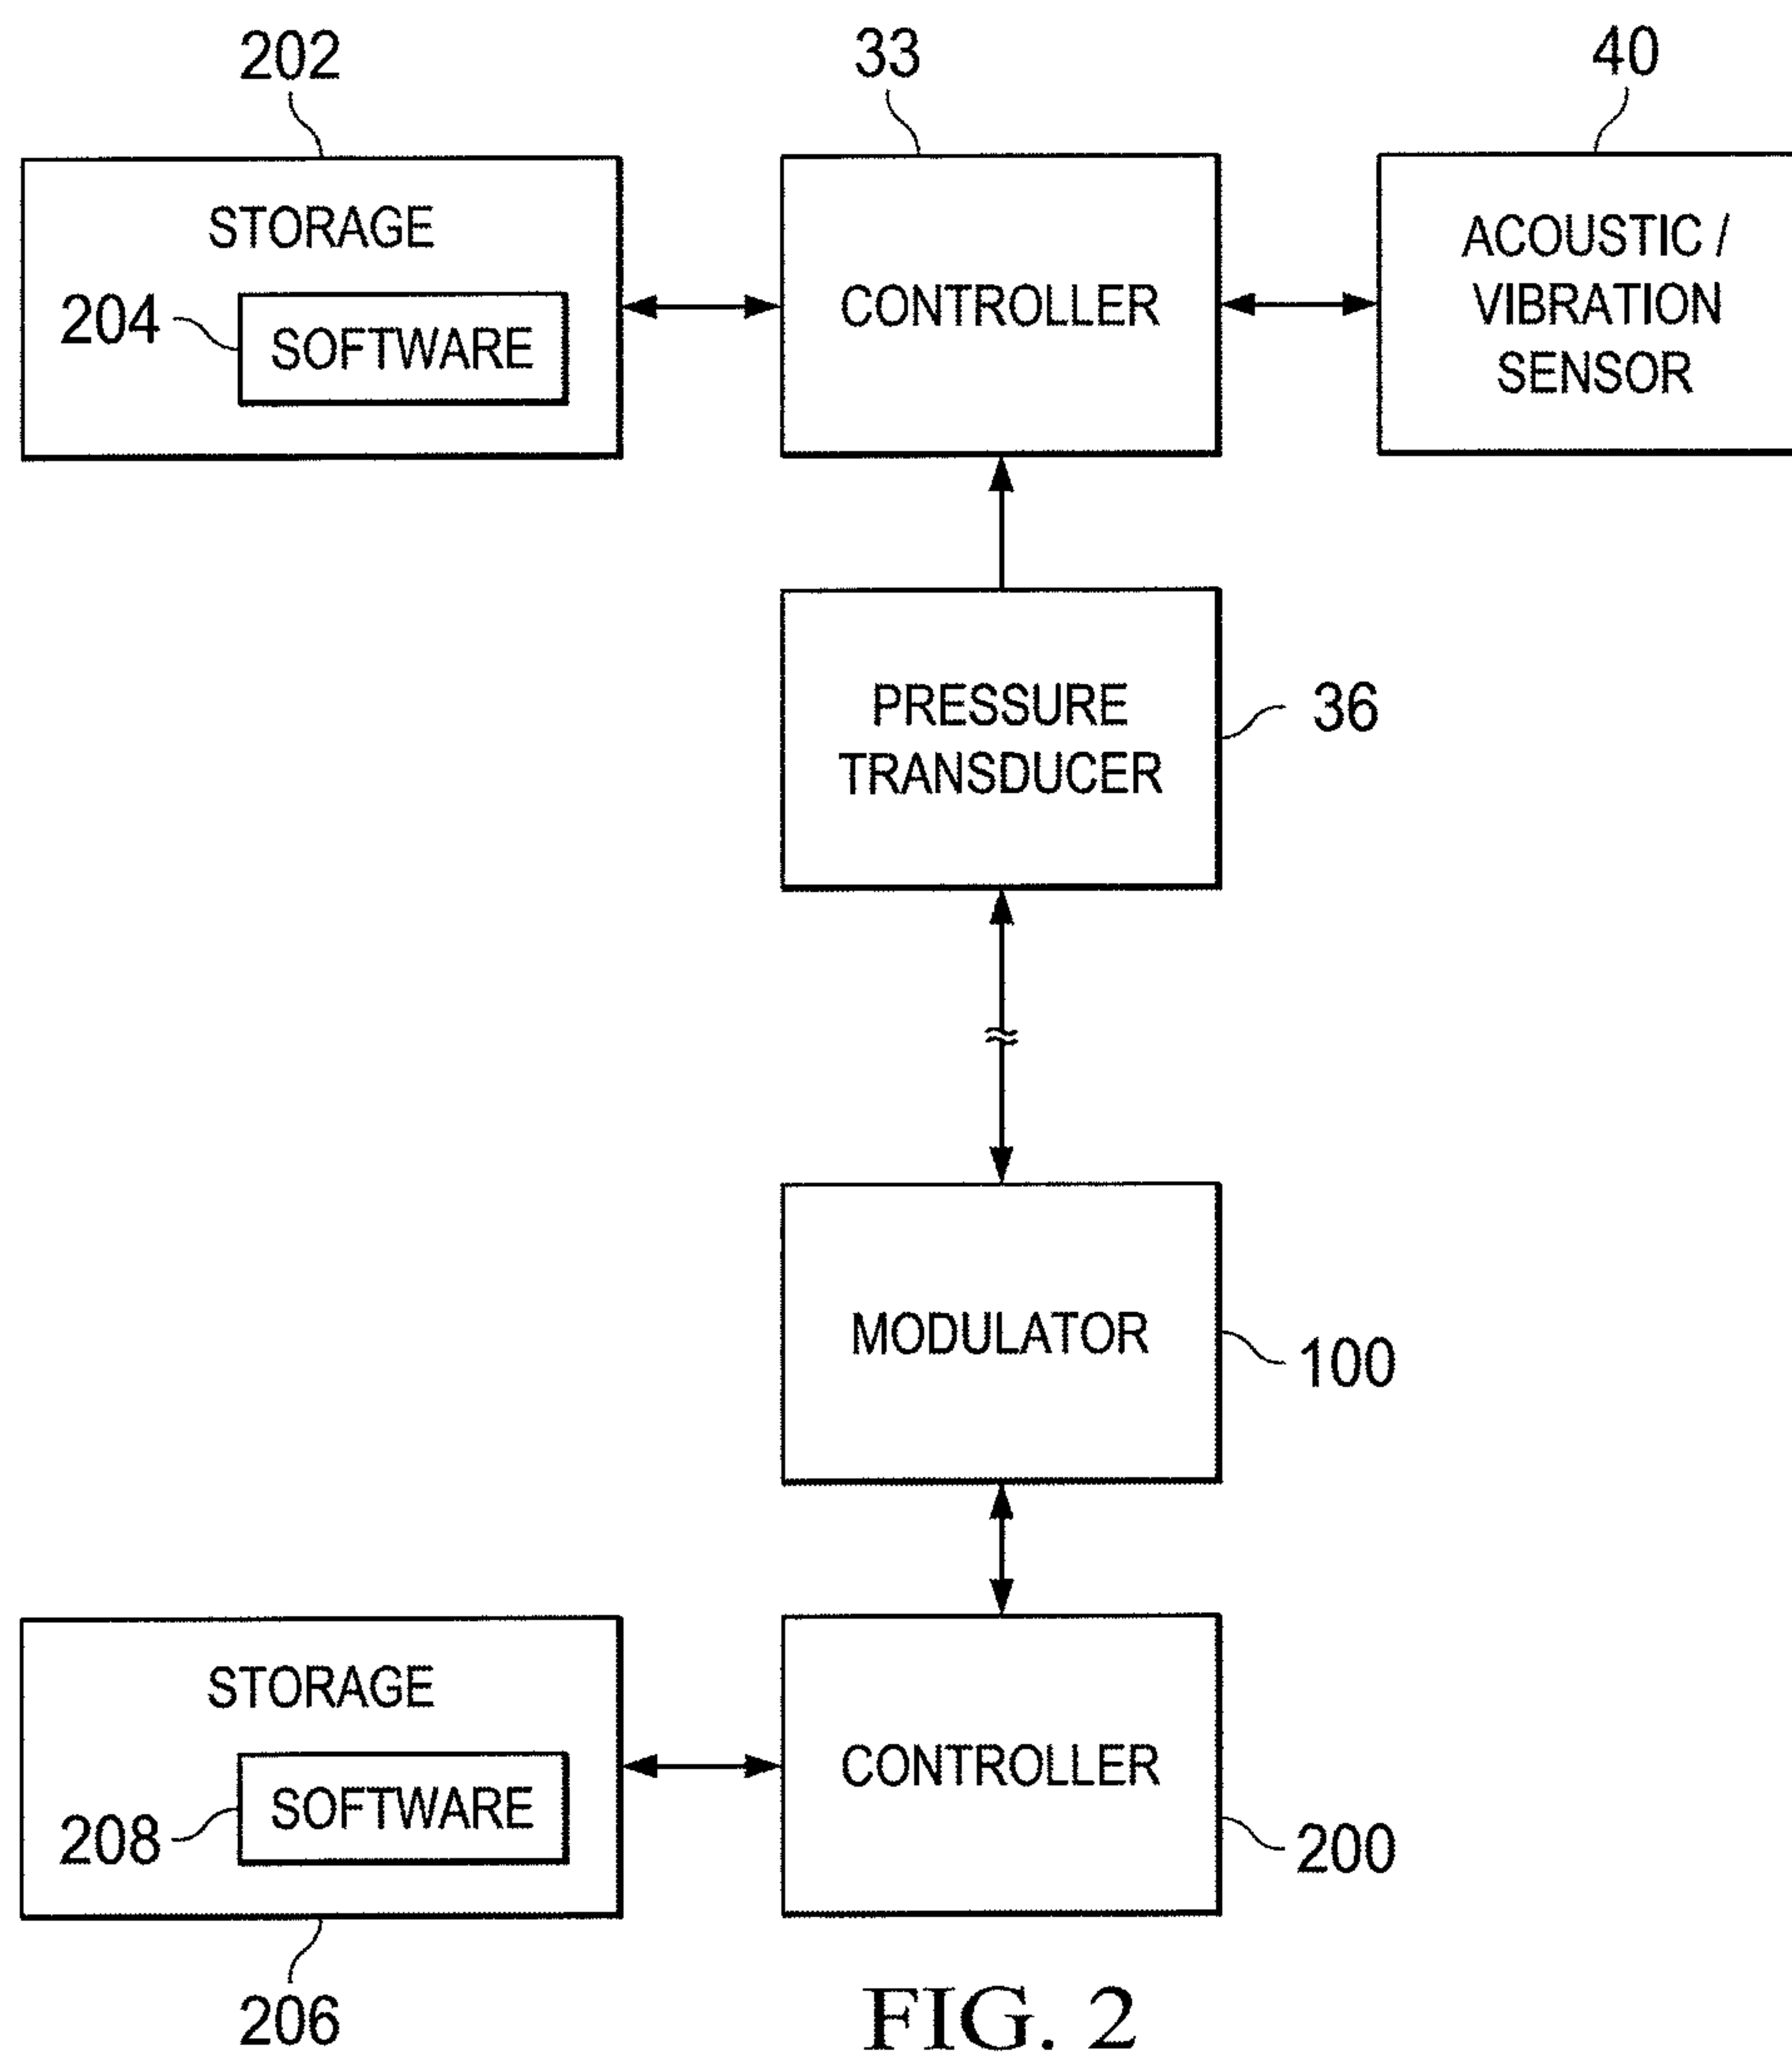 202
33
40
STORAGE
204
SOFTWARE
CONTROLLER
ACOUSTIC /
VIBRATION
SENSOR
PRESSURE
TRANSDUCER
36
MODULATOR
100
STORAGE
208
SOFTWARE
CONTROLLER
200
206
FIG. 2